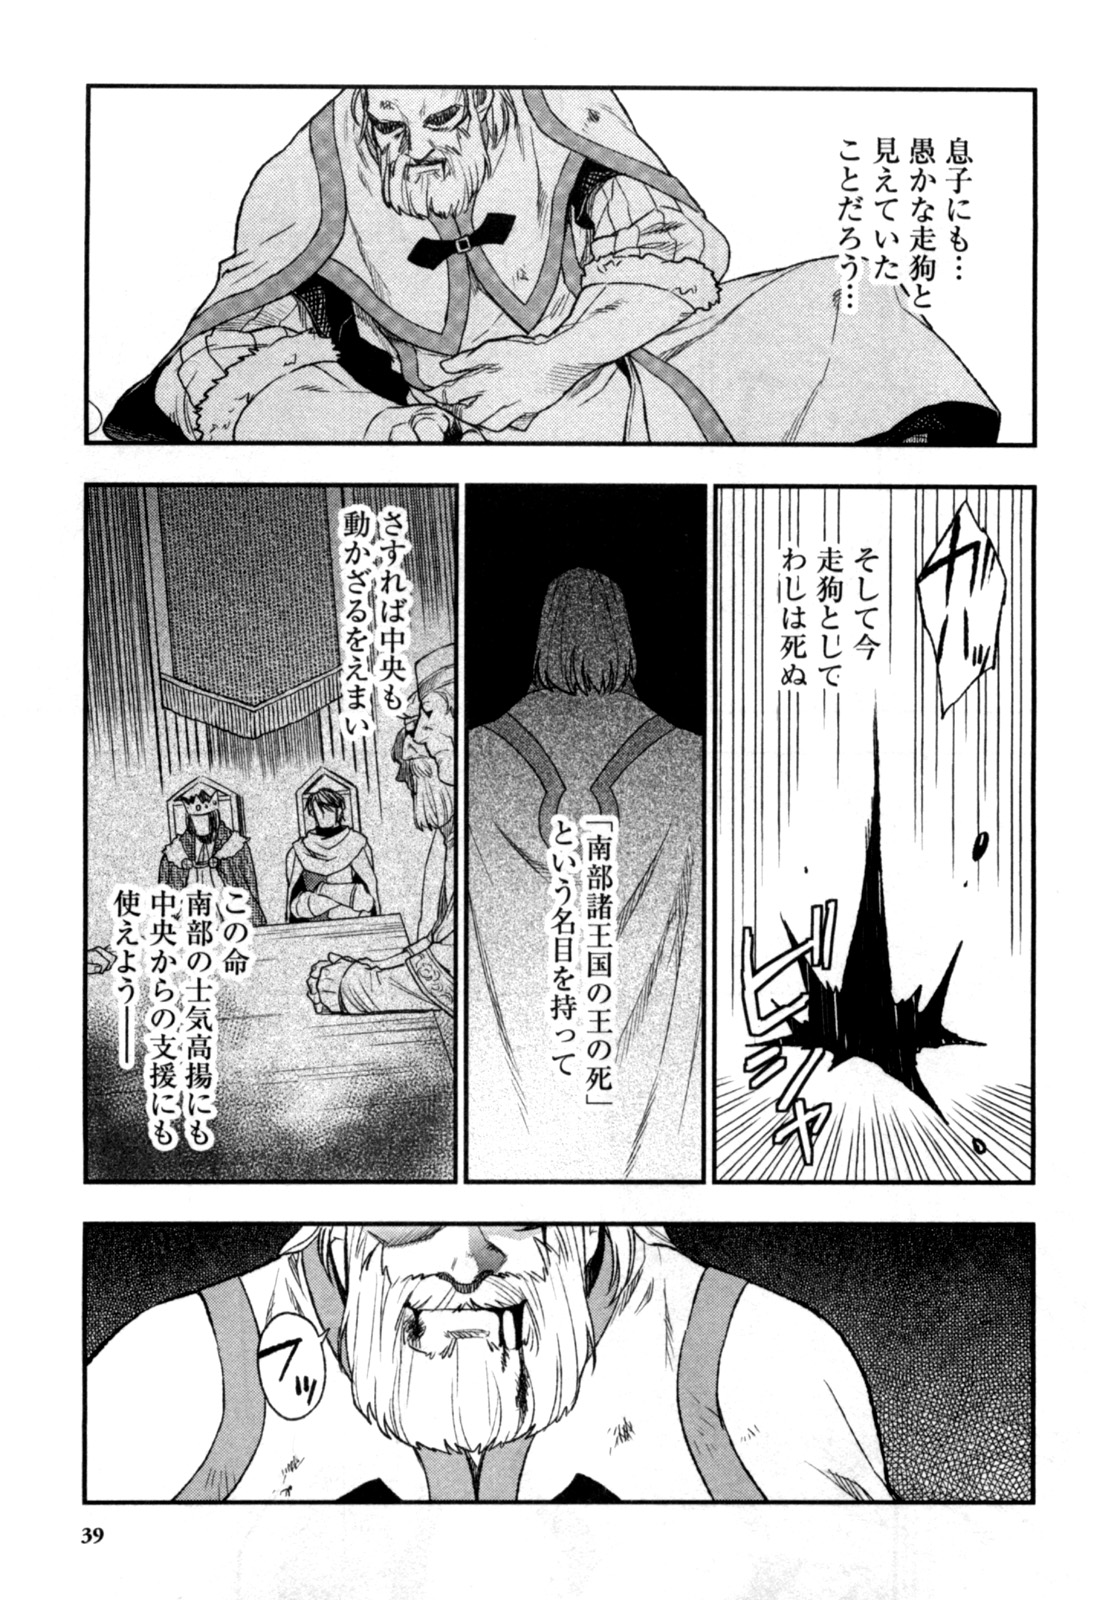 息子にも…
愚かな走狗と
見えていた
ことだろう…
ガハッ
そして今
走狗として
わしは死ぬ
ビシャ
「南部諸王国の王の死」
という名目を持って
さすれば中央も
動かざるをえまい
この命
南部の士気高揚にも
中央からの支援にも
使えよう――
フッ
39